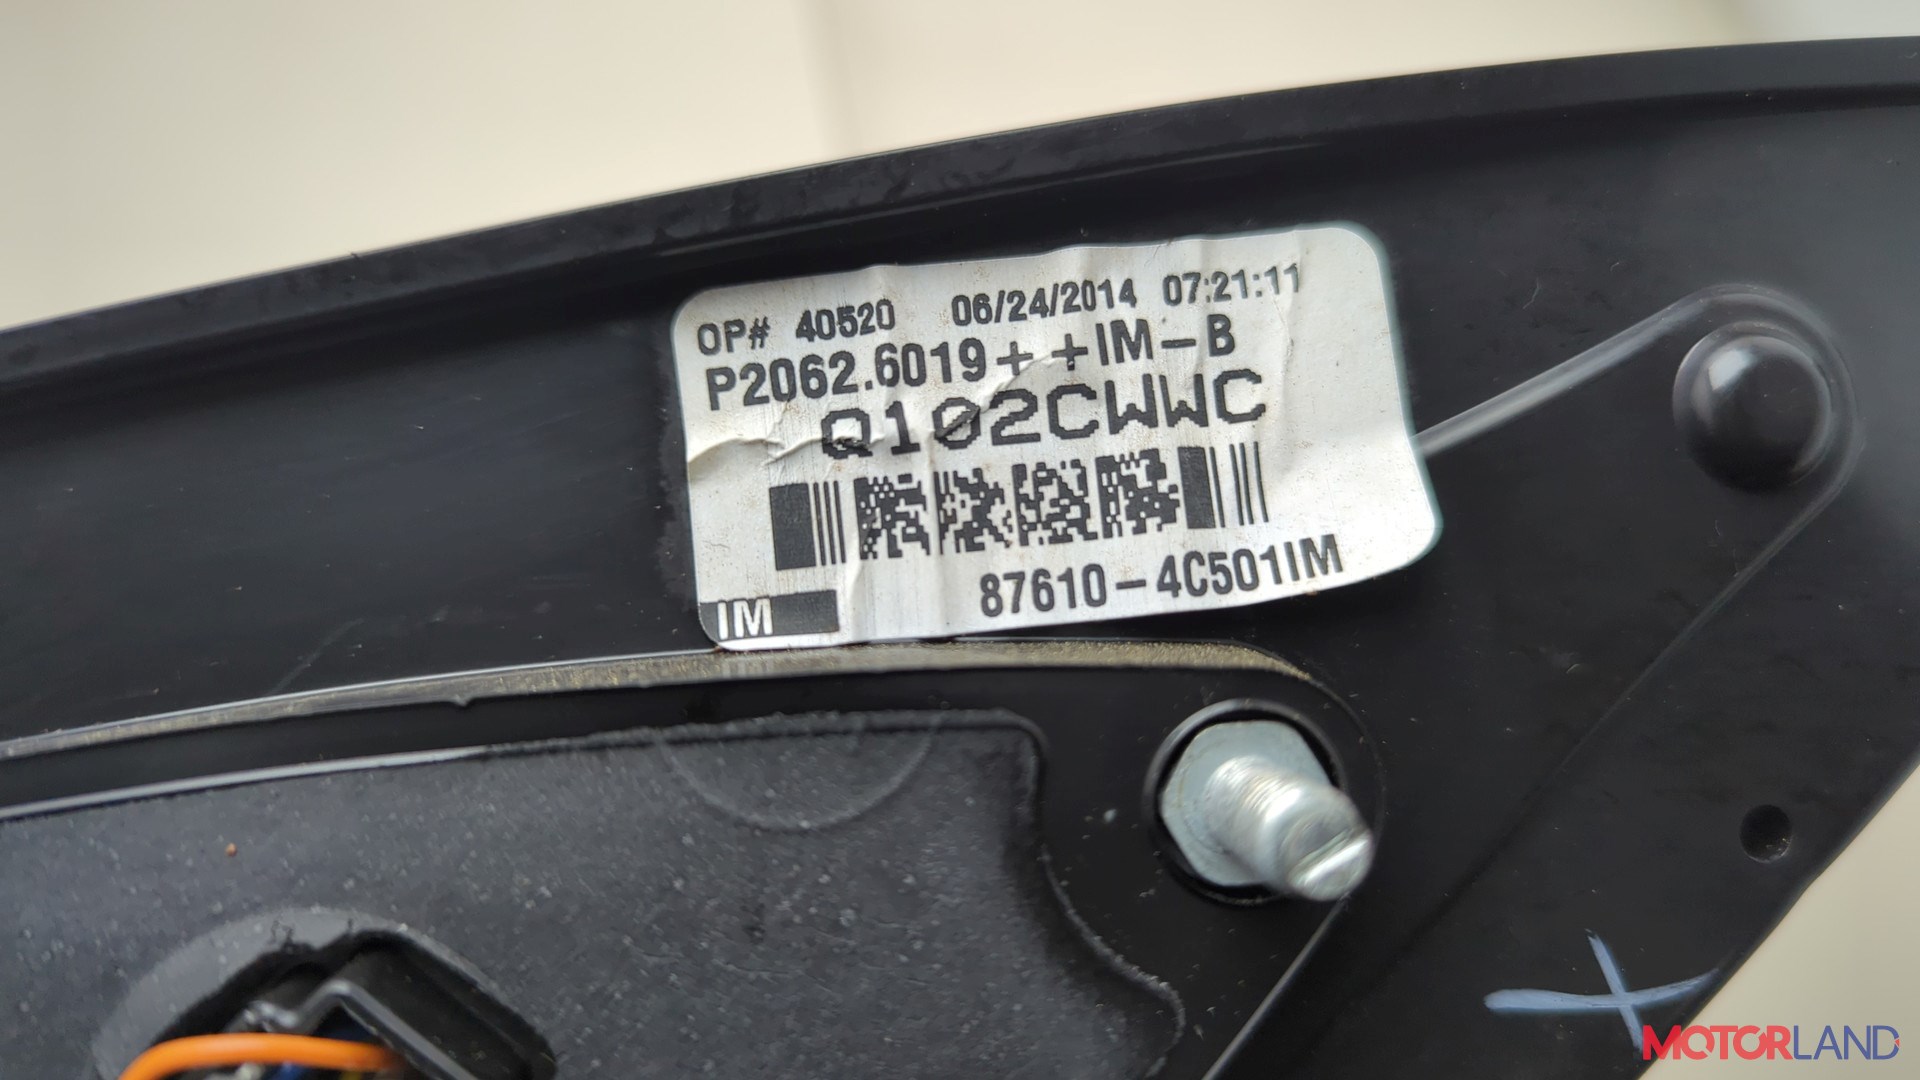 OP# 40520 06/24/2014 07:21:11
P2062.6019++IM-B
Q102CWWC
87610-4C501IM
IM
MOTORLAND